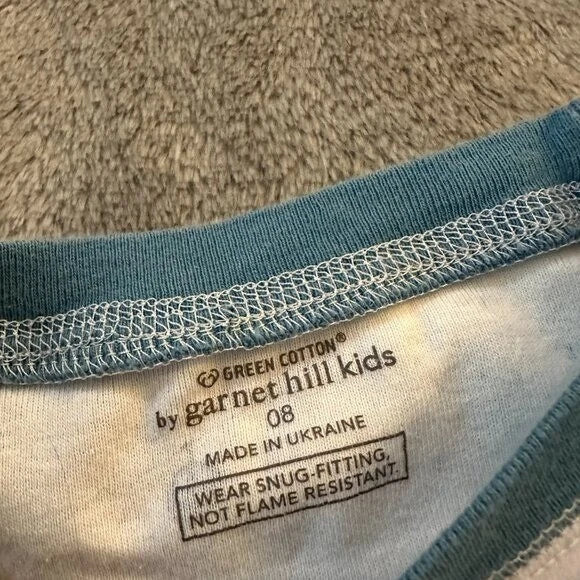 GREEN COTTON®
by garnet hill kids
08
MADE IN UKRAINE
WEAR SNUG-FITTING,
NOT FLAME RESISTANT.